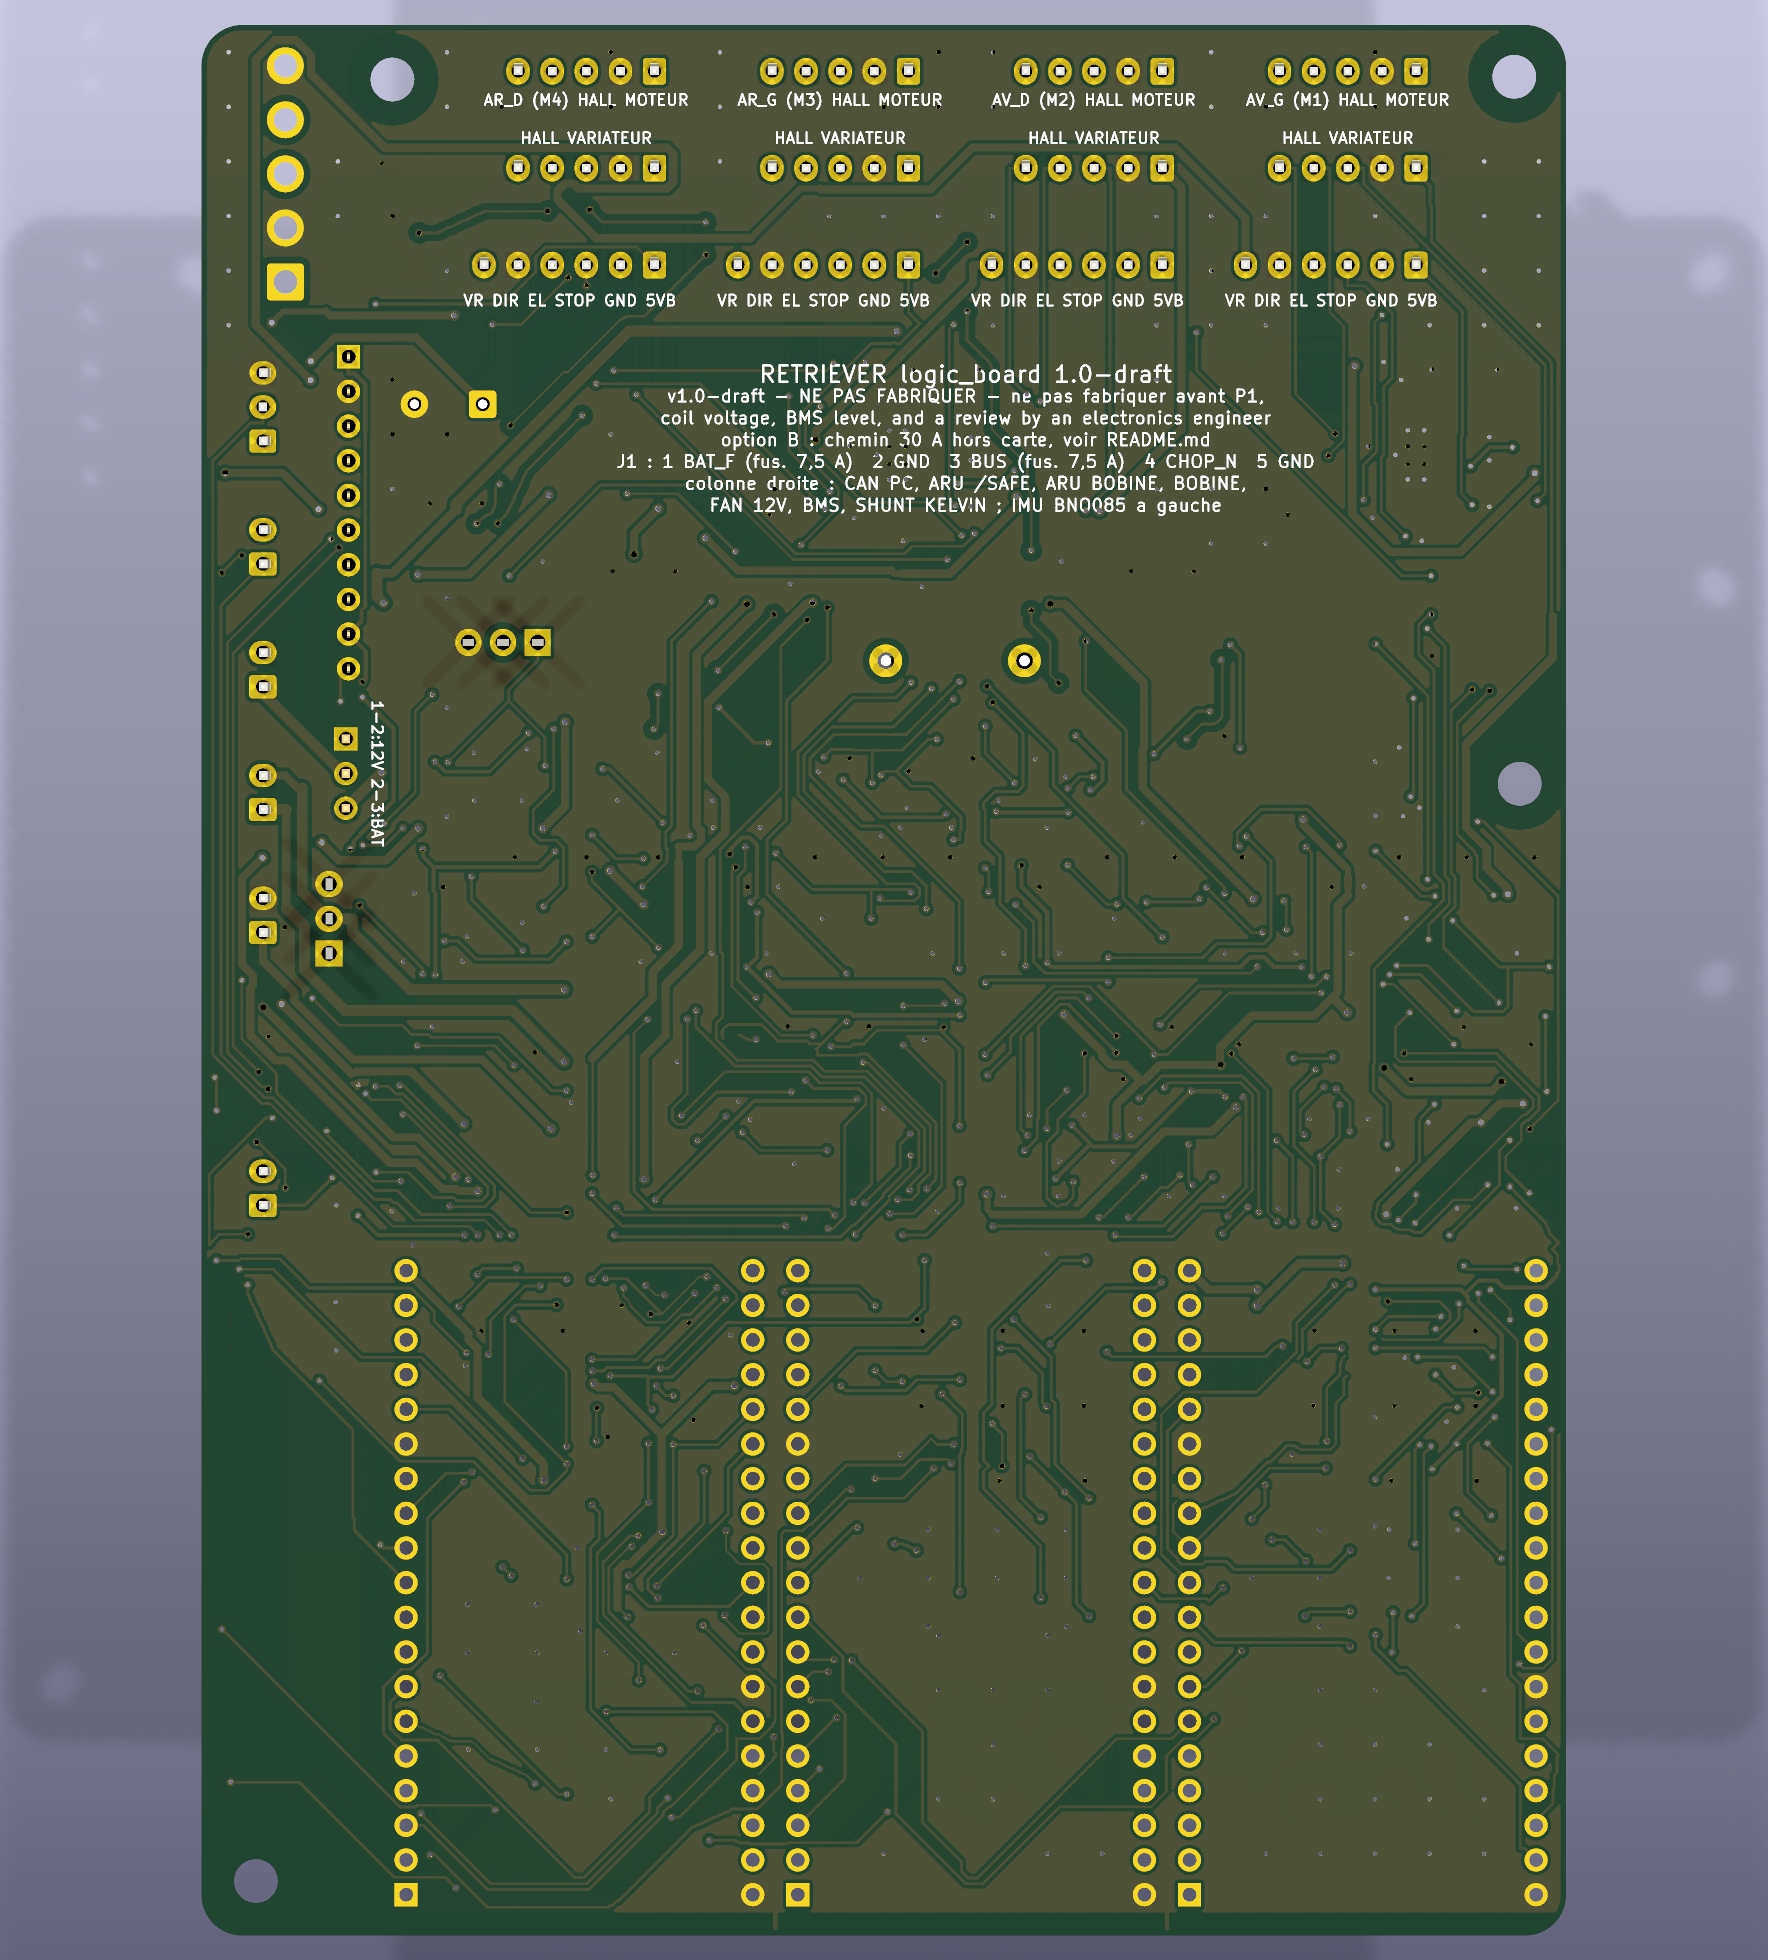 AR_D (M4) HALL MOTEUR
AR_G (M3) HALL MOTEUR
AV_D (M2) HALL MOTEUR
AV_G (M1) HALL MOTEUR
HALL VARIATEUR
HALL VARIATEUR
HALL VARIATEUR
HALL VARIATEUR
VR DIR EL STOP GND 5VB
VR DIR EL STOP GND 5VB
VR DIR EL STOP GND 5VB
VR DIR EL STOP GND 5VB
RETRIEVER logic_board 1.0-draft
v1.0-draft — NE PAS FABRIQUER — ne pas fabriquer avant P1,
coil voltage, BMS level, and a review by an electronics engineer
option B : chemin 30 A hors carte, voir README.md
J1 : 1 BAT_F (fus. 7,5 A)  2 GND  3 BUS (fus. 7,5 A)  4 CHOP_N  5 GND
colonne droite : CAN PC, ARU /SAFE, ARU BOBINE, BOBINE,
FAN 12V, BMS, SHUNT KELVIN ; IMU BNO085 a gauche
1-2:12V 2-3:BAT